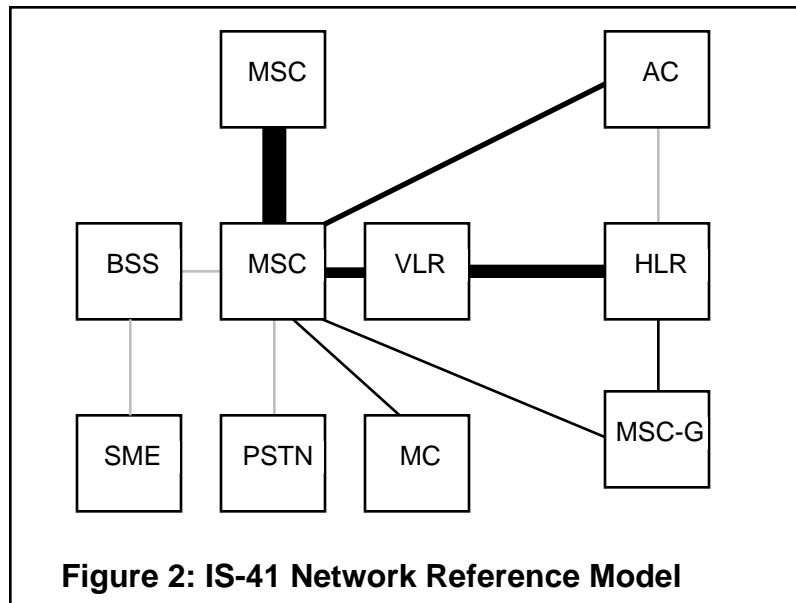 MSC
AC
BSS
MSC
VLR
HLR
SME
PSTN
MC
MSC-G
Figure 2: IS-41 Network Reference Model